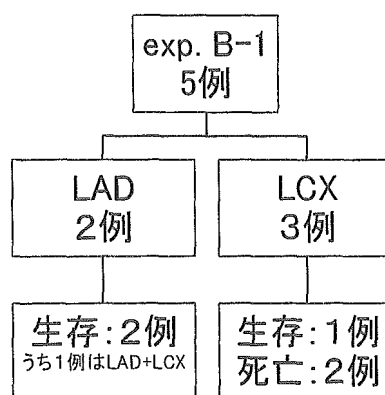 exp. B-1
5例
LAD
2例
LCX
3例
生存:2例
うち1例はLAD+LCX
生存:1例
死亡:2例